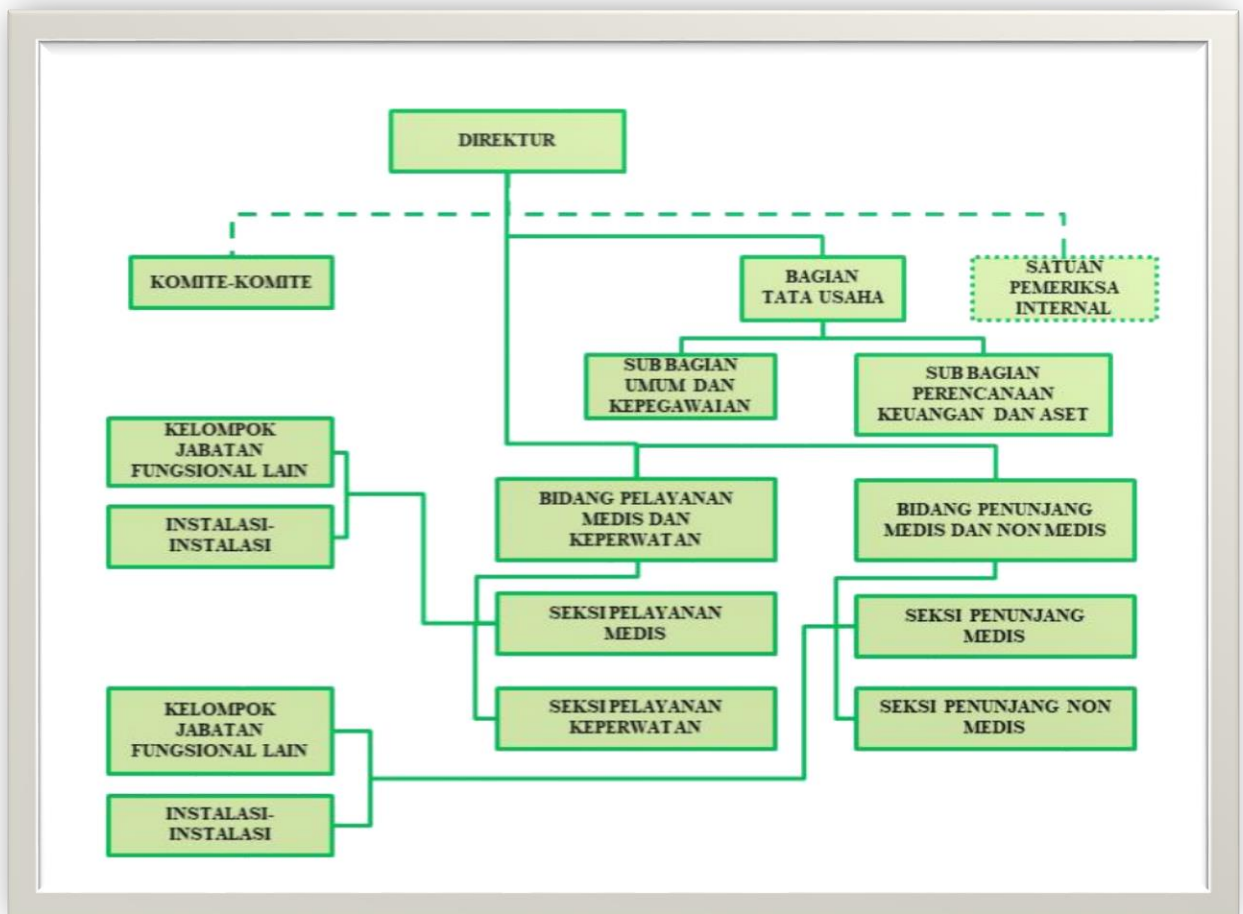 DIREKTUR
KOMITE-KOMITE
BAGIAN
TATA USAHA
SATUAN
PEMERIKSA
INTERNAL
SUB BAGIAN
UMUM DAN
KEPEGAWAIAN
SUB BAGIAN
PERENCANAAN
KEUANGAN DAN ASET
KELOMPOK
JABATAN
FUNGSIONAL LAIN
INSTALASI-
INSTALASI
BIDANG PELAYANAN
MEDIS DAN
KEPERWATAN
BIDANG PENUNJANG
MEDIS DAN NON MEDIS
SEKSI PELAYANAN
MEDIS
SEKSI PENUNJANG
MEDIS
KELOMPOK
JABATAN
FUNGSIONAL LAIN
SEKSI PELAYANAN
KEPERWATAN
SEKSI PENUNJANG NON
MEDIS
INSTALASI-
INSTALASI